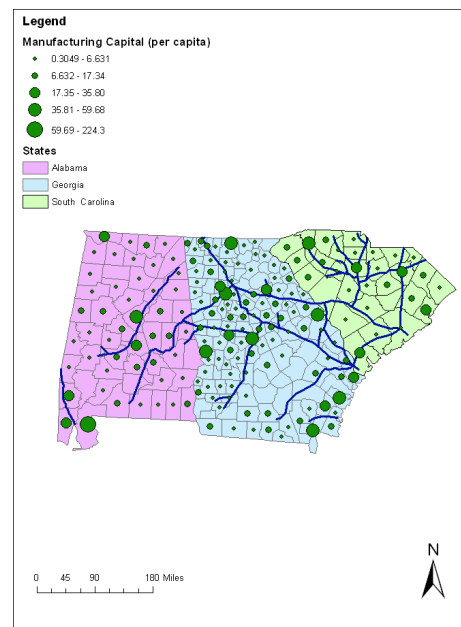 Legend
Manufacturing Capital (per capita)
0.3049 - 6.631
6.632 - 17.34
17.35 - 35.80
35.81 - 59.68
59.69 - 224.3
States
Alabama
Georgia
South Carolina
N
0 45 90 180 Miles